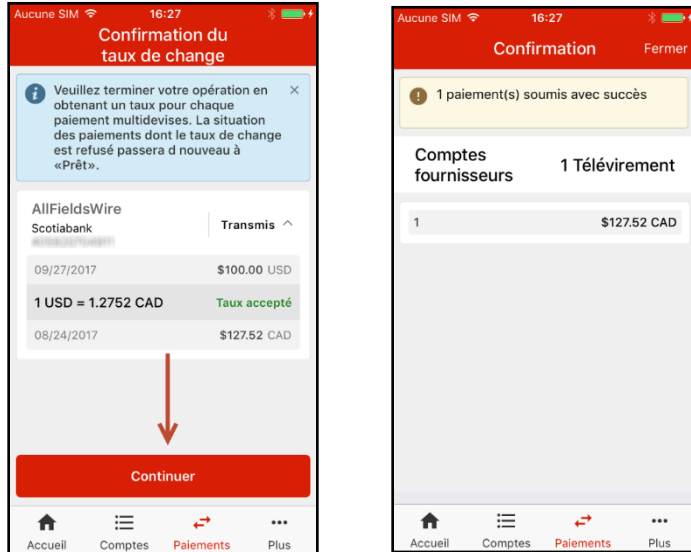 Aucune SIM 16:27
Confirmation du
taux de change
Veuillez terminer votre opération en ×
obtenant un taux pour chaque
paiement multidevises. La situation
des paiements dont le taux de change
est refusé passera d nouveau à
«Prêt».
AllFieldsWire
Scotiabank
Transmis
09/27/2017 $100.00 USD
1 USD = 1.2752 CAD Taux accepté
08/24/2017 $127.52 CAD
Continuer
Accueil Comptes Paiements Plus
Aucune SIM 16:27
Confirmation Fermer
1 paiement(s) soumis avec succès
Comptes
fournisseurs
1 Télévirement
1 $127.52 CAD
Accueil Comptes Paiements Plus